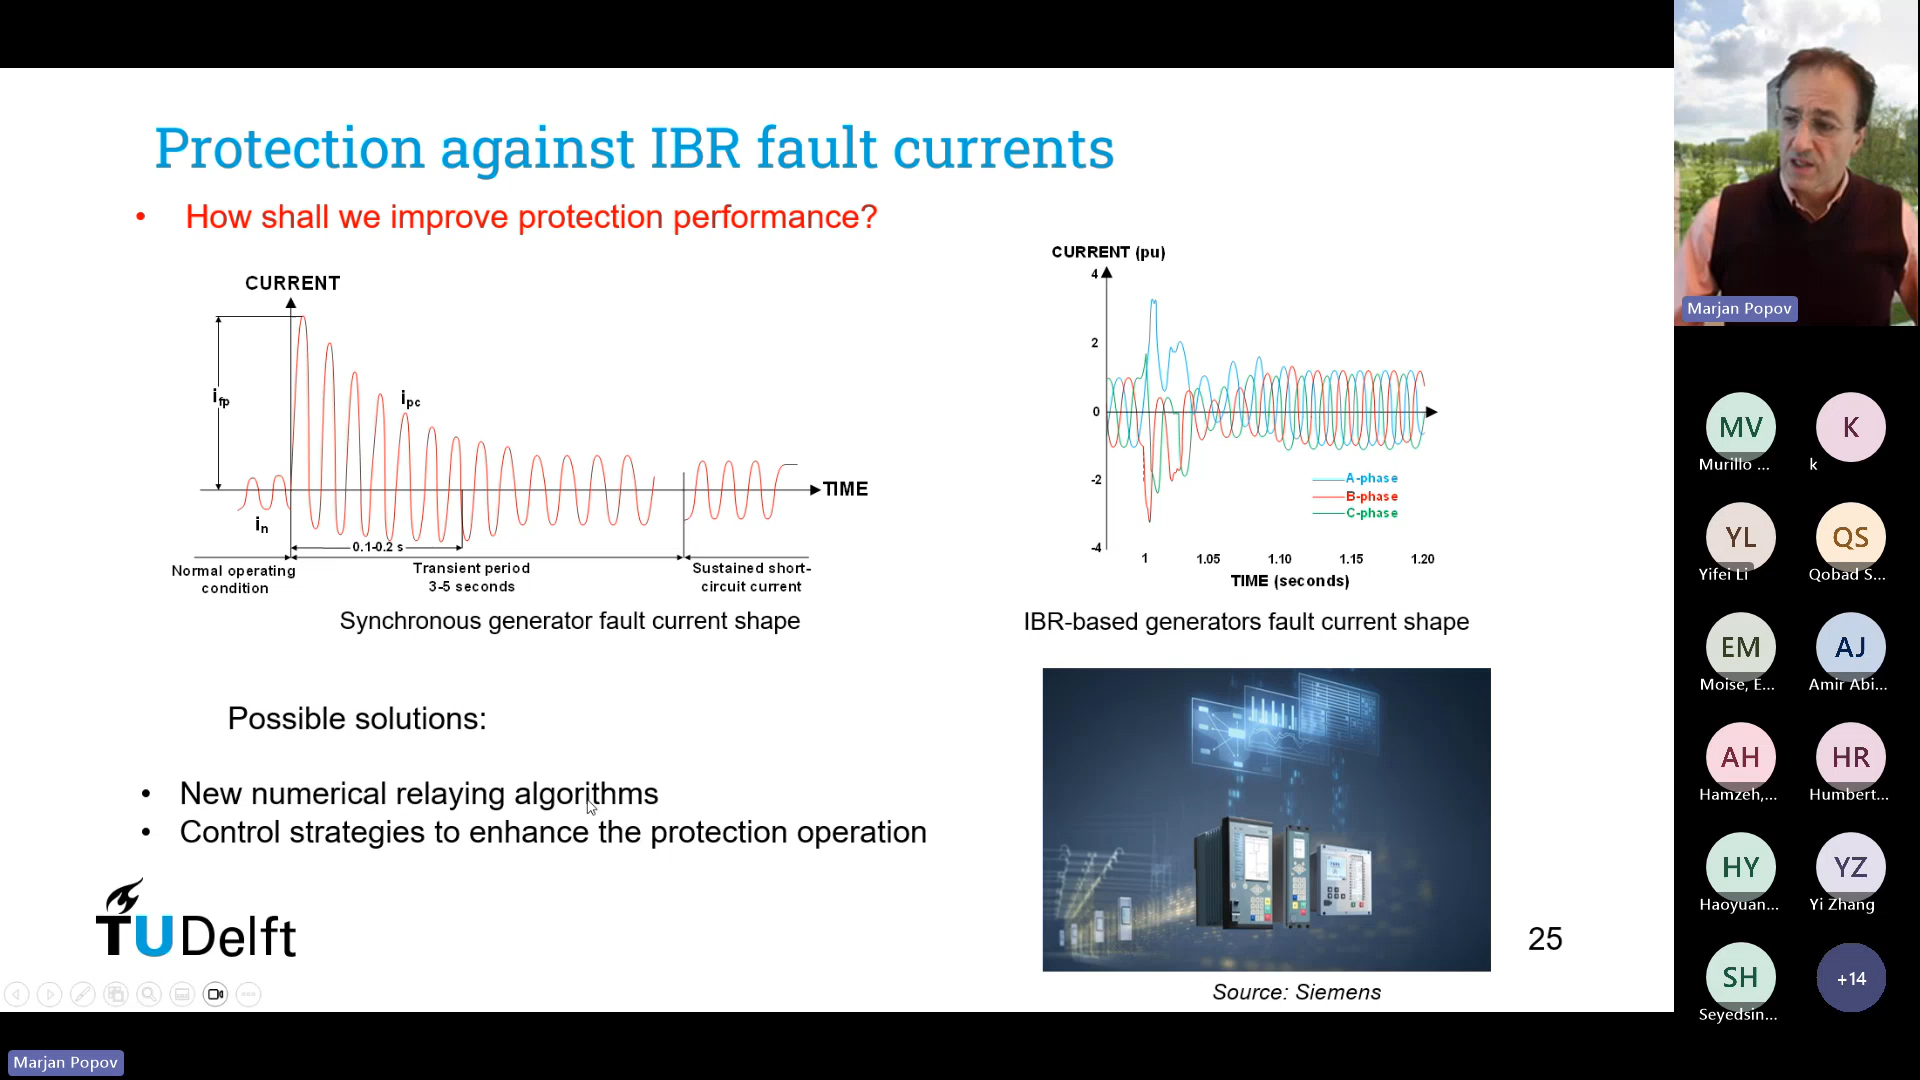 Protection against IBR fault currents
• How shall we improve protection performance?
CURRENT
ifp
ipc
in
TIME
0.1-0.2 s
Normal operating
condition
Transient period
3-5 seconds
Sustained short-
circuit current
Synchronous generator fault current shape
CURRENT (pu)
4
2
0
-2
-4
A-phase
B-phase
C-phase
1 1.05 1.10 1.15 1.20
TIME (seconds)
IBR-based generators fault current shape
Possible solutions:
• New numerical relaying algorithms
• Control strategies to enhance the protection operation
TUDelft
25
Source: Siemens
Marjan Popov
Marjan Popov
MV
Murillo ...
K
k
YL
Yifei Li
QS
Qobad S...
EM
Moise, E...
AJ
Amir Abi...
AH
Hamzeh,...
HR
Humbert...
HY
Haoyuan...
YZ
Yi Zhang
SH
Seyedsin...
+14